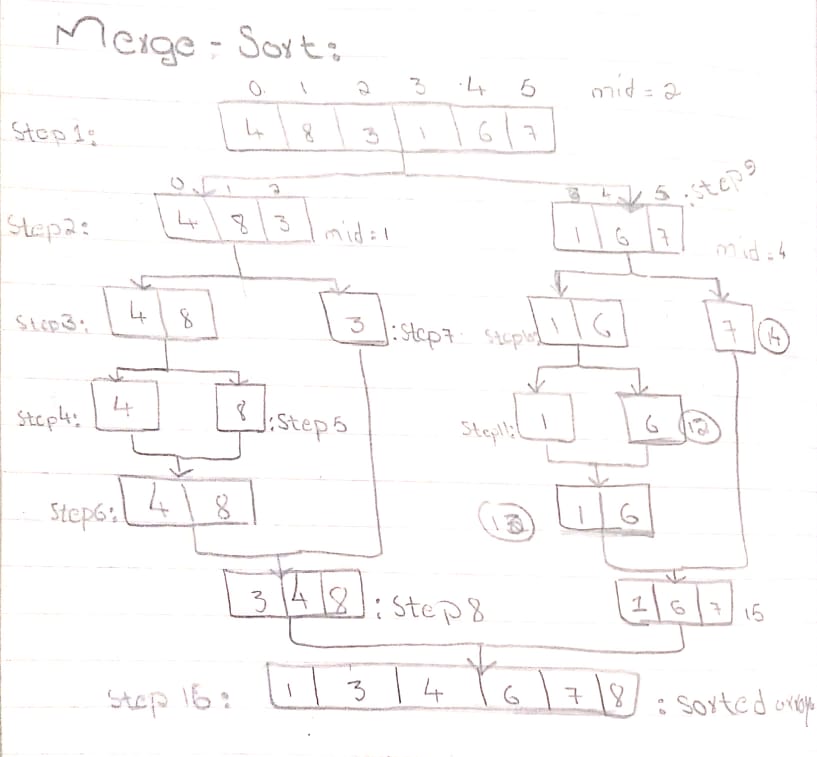 Merge - Sort:
0 1 2 3 4 5 mid = 2
Step 1: 4 8 3 1 6 7
0 1 2 3 4 5 : Step 9
Step2: 4 8 3 mid = 1 1 6 7 mid = 4
Step3: 4 8 3 : Step7 Step10: 1 6 7 14
Step4: 4 8 : Step 5 Step11: 1 6 12
Step6: 4 8 13 1 6
3 4 8 : Step 8 1 6 7 15
Step 16: 1 3 4 6 7 8 : Sorted array